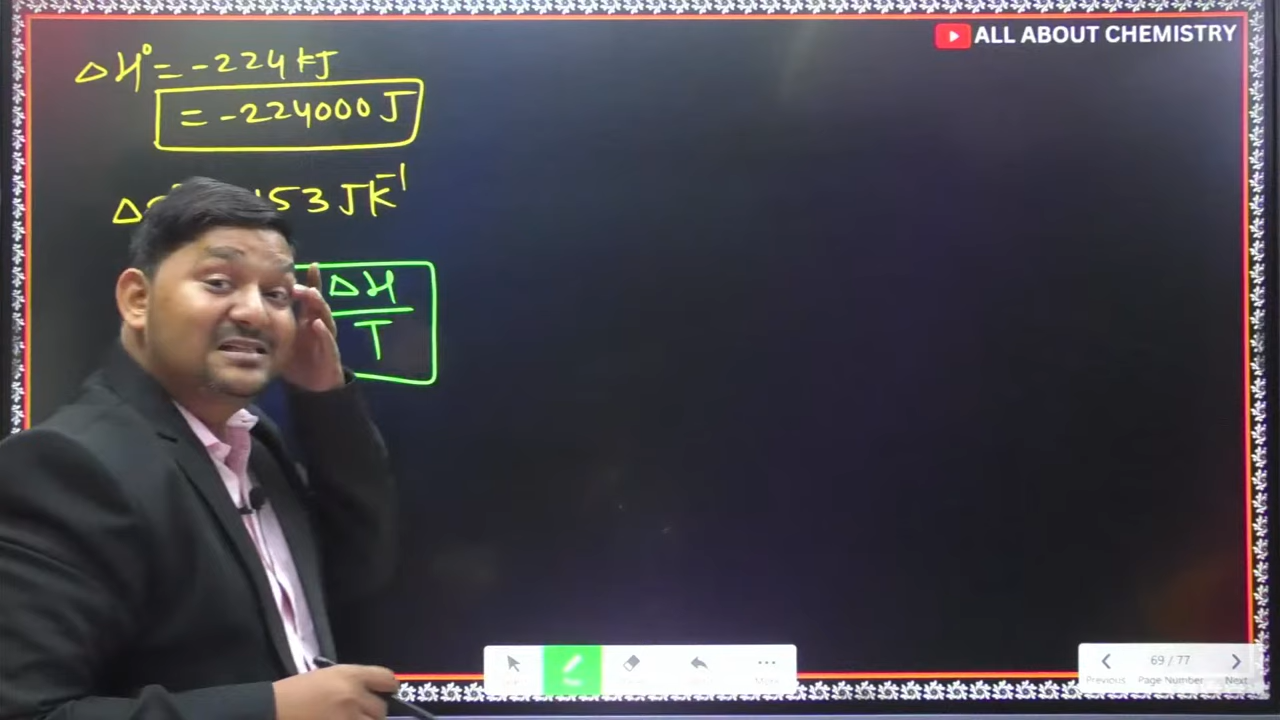 ALL ABOUT CHEMISTRY
ΔH° = -224 kJ
= -224000 J
Δ 153 JK⁻¹
ΔH
T
69 / 77
Previous Page Number Next